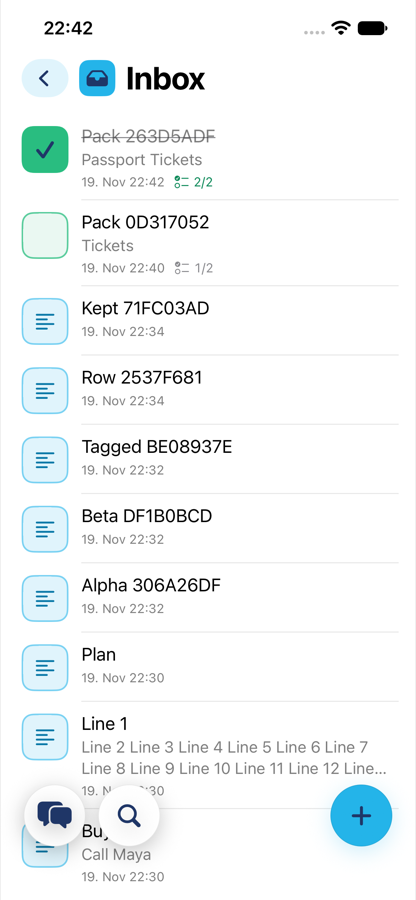 22:42
Inbox
Pack 263D5ADF
Passport Tickets
19. Nov 22:42 2/2
Pack 0D317052
Tickets
19. Nov 22:40 1/2
Kept 71FC03AD
19. Nov 22:34
Row 2537F681
19. Nov 22:34
Tagged BE08937E
19. Nov 22:32
Beta DF1B0BCD
19. Nov 22:32
Alpha 306A26DF
19. Nov 22:32
Plan
19. Nov 22:30
Line 1
Line 2 Line 3 Line 4 Line 5 Line 6 Line 7
Line 8 Line 9 Line 10 Line 11 Line 12 Line...
19. :30
Call Maya
19. Nov 22:30